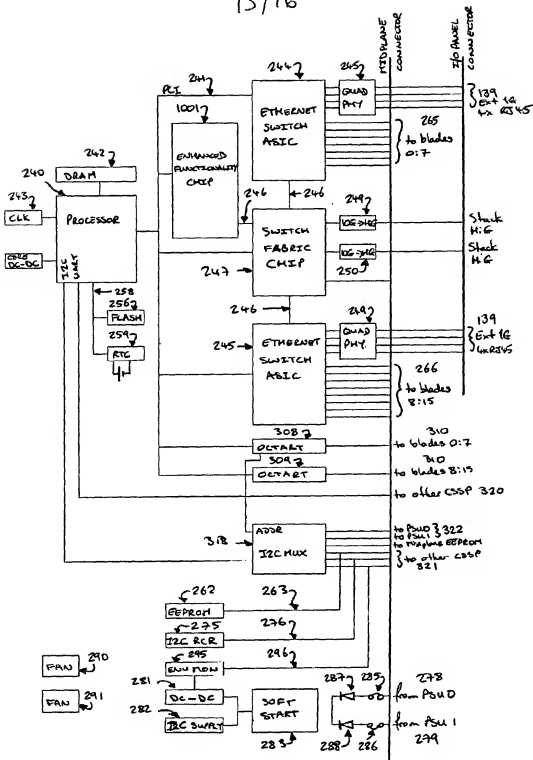 15/16
MIDPLANE
CONNECTOR
I/O PANEL
CONNECTOR
244
245
241
PCI
1001
ETHERNET
SWITCH
ASIC
QUAD
PHY
139
Ext 1G
4x RJ45
265
to blades
0:7
242
240
DRAM
ENHANCED
FUNCTIONALITY
CHIP
243
CLK
PROCESSOR
246
246
249
SWITCH
FABRIC
CHIP
10G->HG
Stack
HiG
10G->HG
Stack
HiG
CORE
DC-DC
I2C
UART
247
250
258
256
FLASH
246
259
RTC
249
245
ETHERNET
SWITCH
ASIC
QUAD
PHY.
139
Ext 1G
4xRJ45
266
to blades
8:15
308
310
OCTART
to blades 0:7
309
310
OCTART
to blades 8:15
to other CSSP 320
318
ADDR
I2C MUX
to PSU0
to PSU1
322
to Midplane EEPROM
to other CSSP
321
262
263
EEPROM
275
276
I2C RCR
295
296
ENV MON
290
FAN
281
287
285
278
DC-DC
SOFT
START
from PSU0
291
FAN
282
I2C SUPPLY
283
288
286
from PSU 1
279